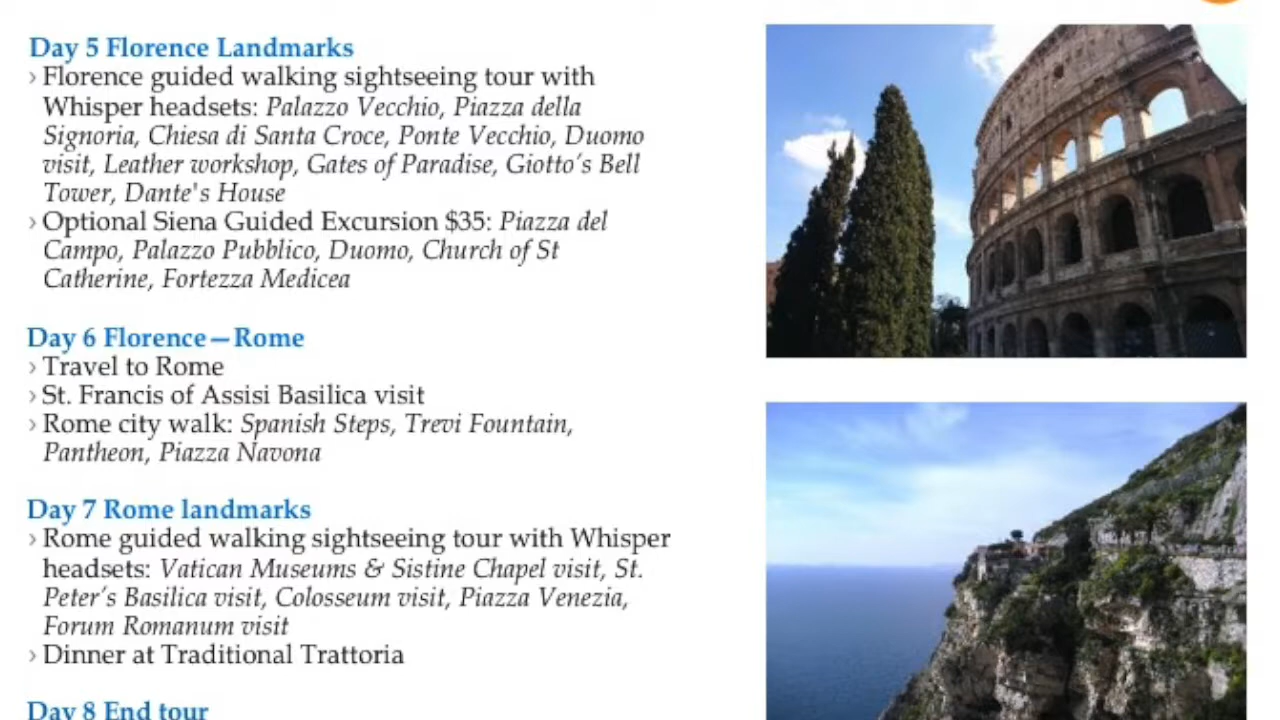 Day 5 Florence Landmarks
› Florence guided walking sightseeing tour with
Whisper headsets: Palazzo Vecchio, Piazza della
Signoria, Chiesa di Santa Croce, Ponte Vecchio, Duomo
visit, Leather workshop, Gates of Paradise, Giotto’s Bell
Tower, Dante's House
› Optional Siena Guided Excursion $35: Piazza del
Campo, Palazzo Pubblico, Duomo, Church of St
Catherine, Fortezza Medicea
Day 6 Florence—Rome
› Travel to Rome
› St. Francis of Assisi Basilica visit
› Rome city walk: Spanish Steps, Trevi Fountain,
Pantheon, Piazza Navona
Day 7 Rome landmarks
› Rome guided walking sightseeing tour with Whisper
headsets: Vatican Museums & Sistine Chapel visit, St.
Peter’s Basilica visit, Colosseum visit, Piazza Venezia,
Forum Romanum visit
› Dinner at Traditional Trattoria
Day 8 End tour